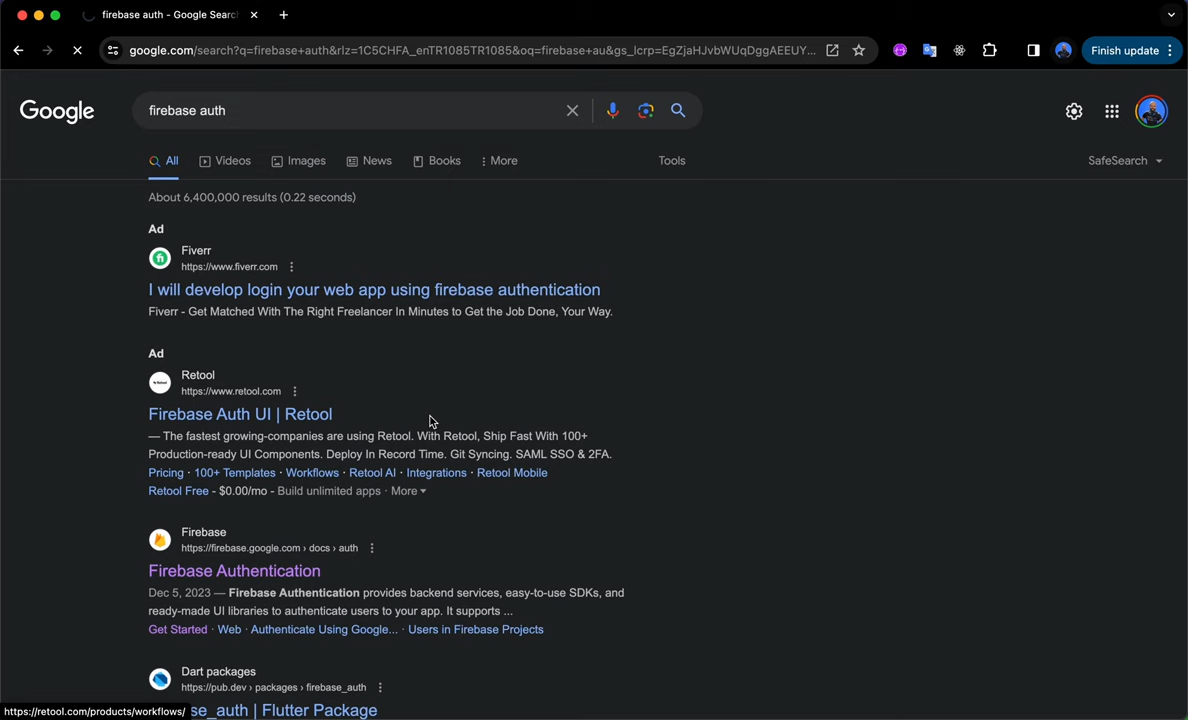 firebase auth - Google Searc
google.com/search?q=firebase+auth&rlz=1C5CHFA_enTR1085TR1085&oq=firebase+au&gs_lcrp=EgZjaHJvbWUqDggAEEUY...
Finish update
Google
firebase auth
All
Videos
Images
News
Books
More
Tools
SafeSearch
About 6,400,000 results (0.22 seconds)
Ad
Fiverr
https://www.fiverr.com
I will develop login your web app using firebase authentication
Fiverr - Get Matched With The Right Freelancer In Minutes to Get the Job Done, Your Way.
Ad
Retool
https://www.retool.com
Firebase Auth UI | Retool
— The fastest growing-companies are using Retool. With Retool, Ship Fast With 100+
Production-ready UI Components. Deploy In Record Time. Git Syncing. SAML SSO & 2FA.
Pricing · 100+ Templates · Workflows · Retool AI · Integrations · Retool Mobile
Retool Free - $0.00/mo - Build unlimited apps · More
Firebase
https://firebase.google.com › docs › auth
Firebase Authentication
Dec 5, 2023 — Firebase Authentication provides backend services, easy-to-use SDKs, and
ready-made UI libraries to authenticate users to your app. It supports ...
Get Started · Web · Authenticate Using Google... · Users in Firebase Projects
Dart packages
https://pub.dev › packages › firebase_auth
se_auth | Flutter Package
https://retool.com/products/workflows/